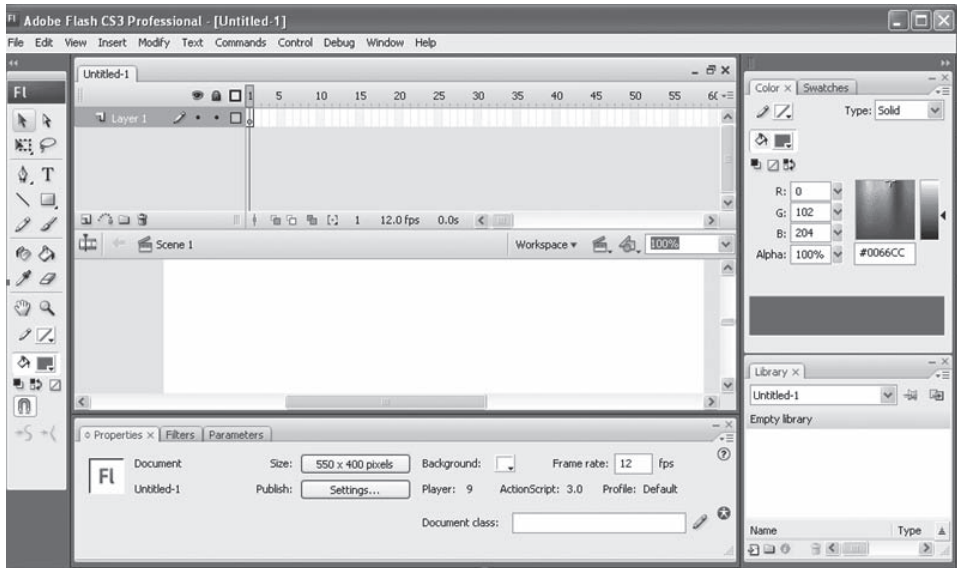 Fl Adobe Flash CS3 Professional - [Untitled-1]
File Edit View Insert Modify Text Commands Control Debug Window Help
Fl
T
Untitled-1
1 5 10 15 20 25 30 35 40 45 50 55
Layer 1
1 12.0 fps 0.0s
Scene 1
Workspace
100%
Properties × Filters Parameters
Fl
Document
Untitled-1
Size: 550 x 400 pixels
Publish: Settings...
Background:
Frame rate: 12 fps
Player: 9 ActionScript: 3.0 Profile: Default
Document class:
Color × Swatches
Type: Solid
R: 0
G: 102
B: 204
Alpha: 100%
#0066CC
Library ×
Untitled-1
Empty library
Name Type